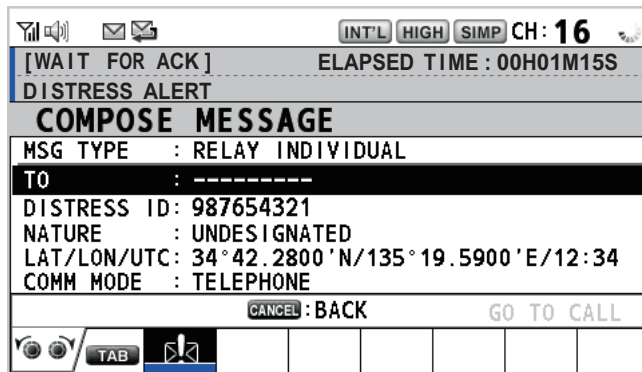 INT'L HIGH SIMP CH: 16
[WAIT FOR ACK] ELAPSED TIME : 00H01M15S
DISTRESS ALERT
COMPOSE MESSAGE
MSG TYPE : RELAY INDIVIDUAL
TO : ---------
DISTRESS ID: 987654321
NATURE : UNDESIGNATED
LAT/LON/UTC: 34°42.2800'N/135°19.5900'E/12:34
COMM MODE : TELEPHONE
CANCEL : BACK GO TO CALL
TAB